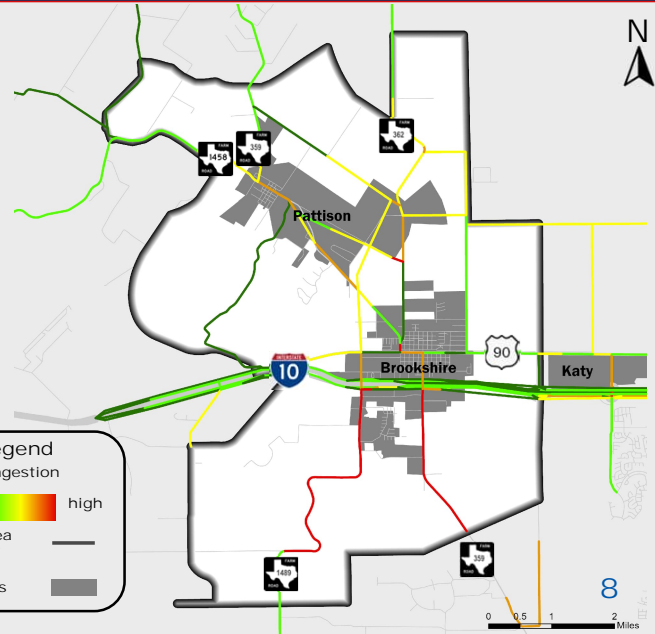 N
FARM
362
ROAD
FARM
1458
ROAD
FARM
359
ROAD
Pattison
INTERSTATE
10
90
Brookshire
Katy
egend
gestion
high
ea
s
FARM
1489
ROAD
FARM
359
ROAD
8
0 0.5 1 2
Miles